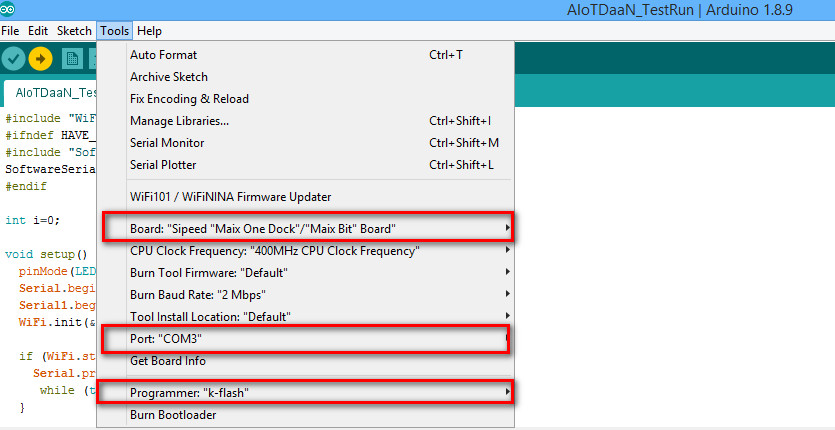 AIoTDaaN_TestRun | Arduino 1.8.9
File Edit Sketch Tools Help
Auto Format Ctrl+T
Archive Sketch
Fix Encoding & Reload
Manage Libraries... Ctrl+Shift+I
Serial Monitor Ctrl+Shift+M
Serial Plotter Ctrl+Shift+L
WiFi101 / WiFiNINA Firmware Updater
Board: "Sipeed "Maix One Dock"/"Maix Bit" Board"
CPU Clock Frequency: "400MHz CPU Clock Frequency"
Burn Tool Firmware: "Default"
Burn Baud Rate: "2 Mbps"
Tool Install Location: "Default"
Port: "COM3"
Get Board Info
Programmer: "k-flash"
Burn Bootloader
AIoTDaaN_Tes
#include "WiF
#ifndef HAVE_
#include "Sof
SoftwareSeria
#endif
int i=0;
void setup()
pinMode(LED
Serial.begi
Serial1.beg
WiFi.init(&
if (WiFi.st
Serial.pr
while (t
}